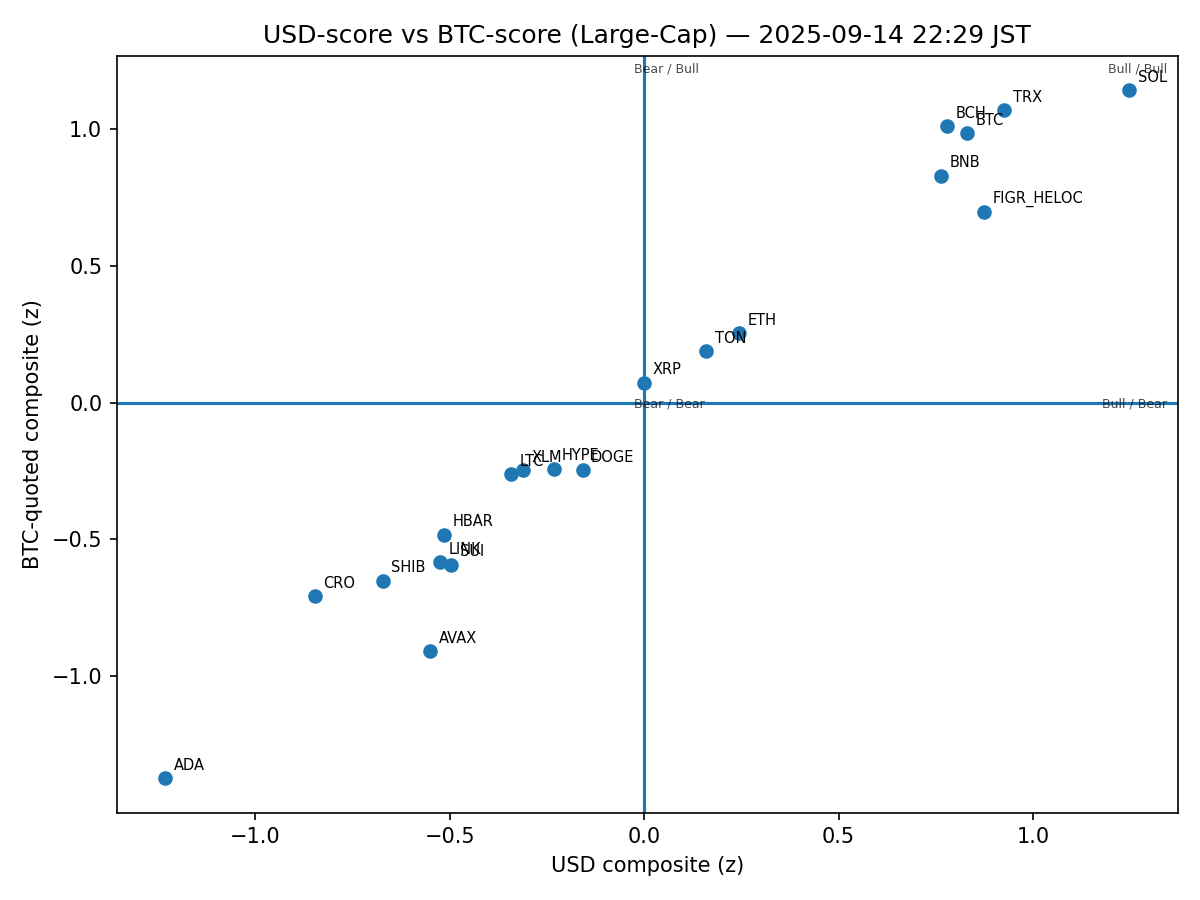 USD-score vs BTC-score (Large-Cap) — 2025-09-14 22:29 JST
Bear / Bull
Bull / Bull
SOL
TRX
BCH
BTC
BNB
FIGR_HELOC
ETH
TON
XRP
Bear / Bear
Bull / Bear
LTC
XLM
HYPE
DOGE
HBAR
LINK
SUI
SHIB
CRO
AVAX
ADA
1.0
0.5
0.0
−0.5
−1.0
BTC-quoted composite (z)
−1.0
−0.5
0.0
0.5
1.0
USD composite (z)